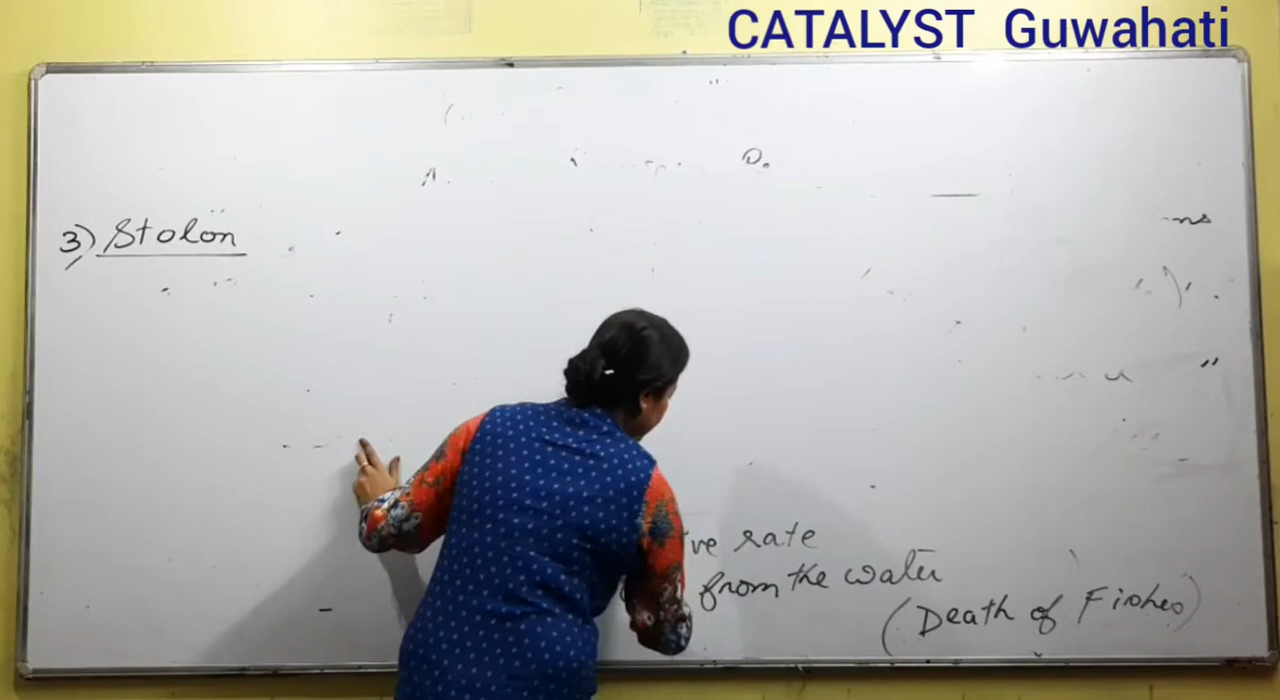 CATALYST Guwahati
3) Stolon
ve rate
from the water
(Death of Fishes)